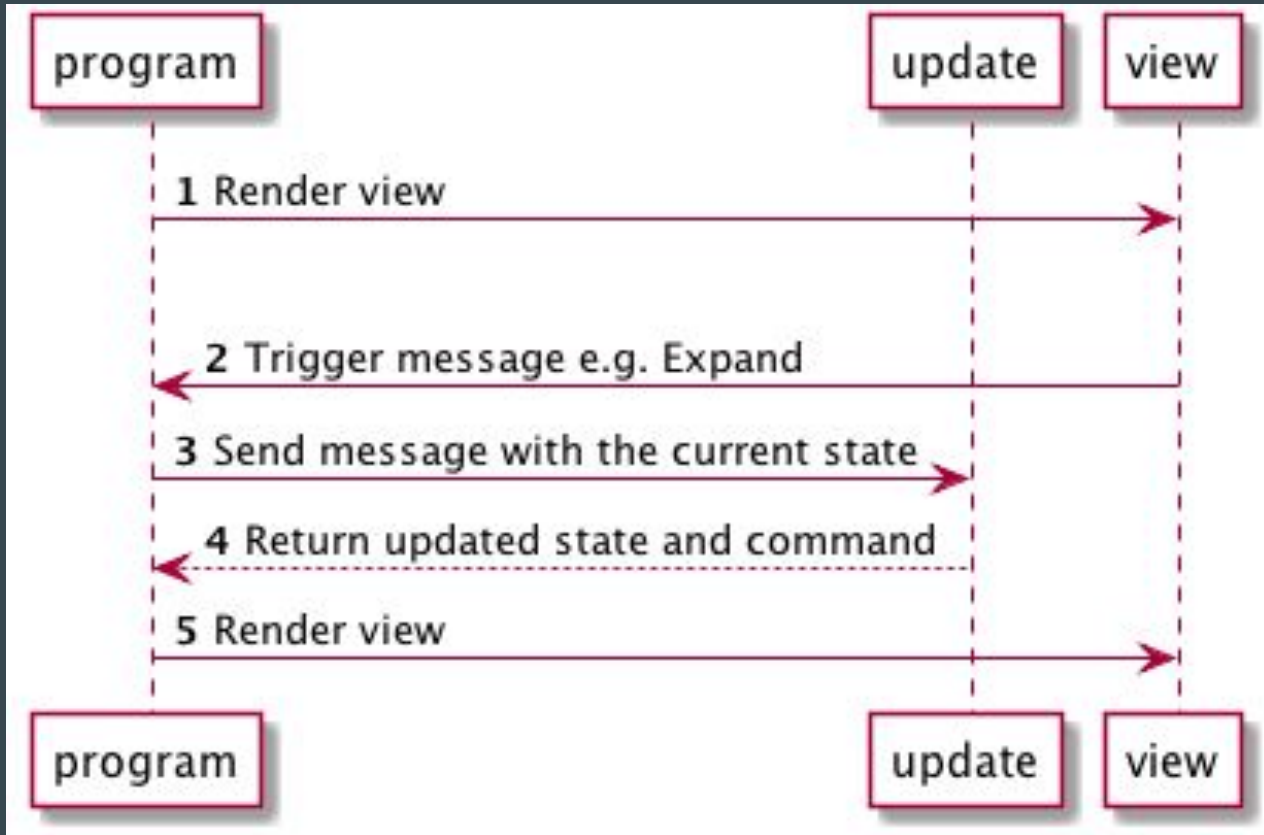 program
update
view
1 Render view
2 Trigger message e.g. Expand
3 Send message with the current state
4 Return updated state and command
5 Render view
program
update
view